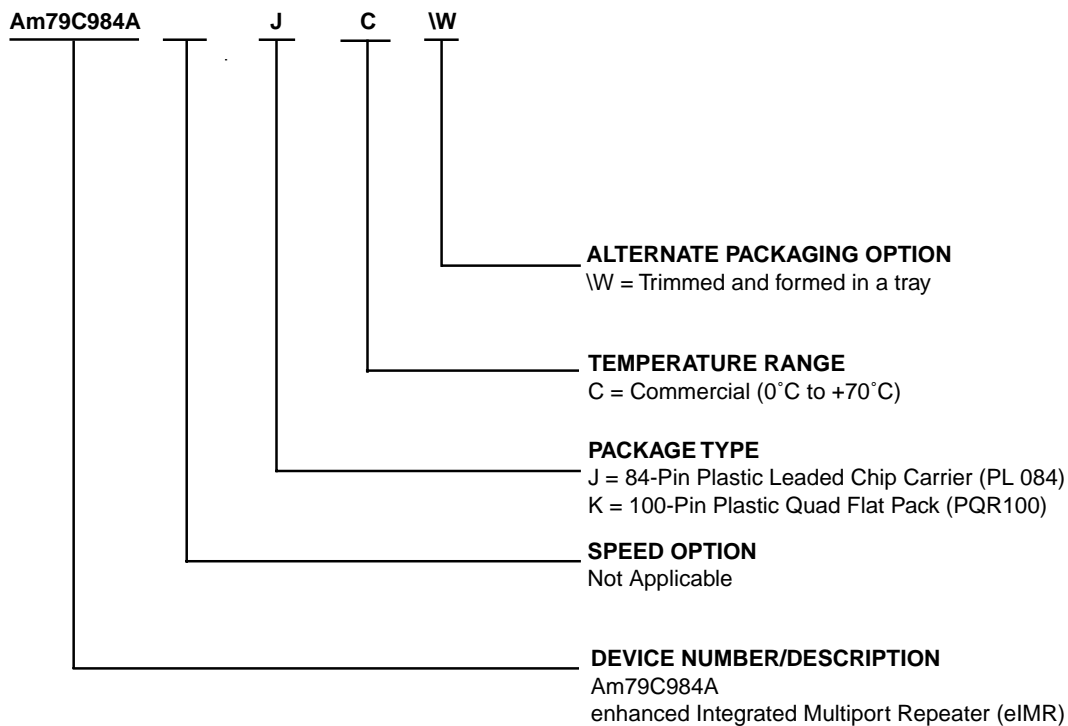 Am79C984A J C \W
ALTERNATE PACKAGING OPTION
\W = Trimmed and formed in a tray
TEMPERATURE RANGE
C = Commercial (0˚C to +70˚C)
PACKAGE TYPE
J = 84-Pin Plastic Leaded Chip Carrier (PL 084)
K = 100-Pin Plastic Quad Flat Pack (PQR100)
SPEED OPTION
Not Applicable
DEVICE NUMBER/DESCRIPTION
Am79C984A
enhanced Integrated Multiport Repeater (eIMR)